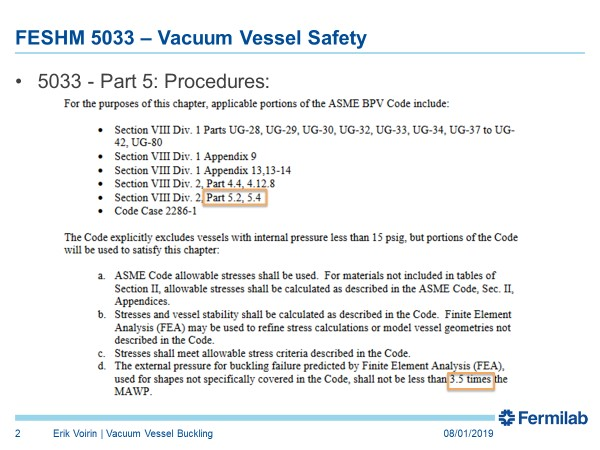 FESHM 5033 – Vacuum Vessel Safety
• 5033 - Part 5: Procedures:
For the purposes of this chapter, applicable portions of the ASME BPV Code include:
• Section VIII Div. 1 Parts UG-28, UG-29, UG-30, UG-32, UG-33, UG-34, UG-37 to UG-
42, UG-80
• Section VIII Div. 1 Appendix 9
• Section VIII Div. 1 Appendix 13,13-14
• Section VIII Div. 2, Part 4.4, 4.12.8
• Section VIII Div. 2, Part 5.2, 5.4
• Code Case 2286-1
The Code explicitly excludes vessels with internal pressure less than 15 psig, but portions of the Code
will be used to satisfy this chapter:
a. ASME Code allowable stresses shall be used. For materials not included in tables of
Section II, allowable stresses shall be calculated as described in the ASME Code, Sec. II,
Appendices.
b. Stresses and vessel stability shall be calculated as described in the Code. Finite Element
Analysis (FEA) may be used to refine stress calculations or model vessel geometries not
described in the Code.
c. Stresses shall meet allowable stress criteria described in the Code.
d. The external pressure for buckling failure predicted by Finite Element Analysis (FEA),
used for shapes not specifically covered in the Code, shall not be less than 3.5 times the
MAWP.
Fermilab
2 Erik Voirin | Vacuum Vessel Buckling 08/01/2019